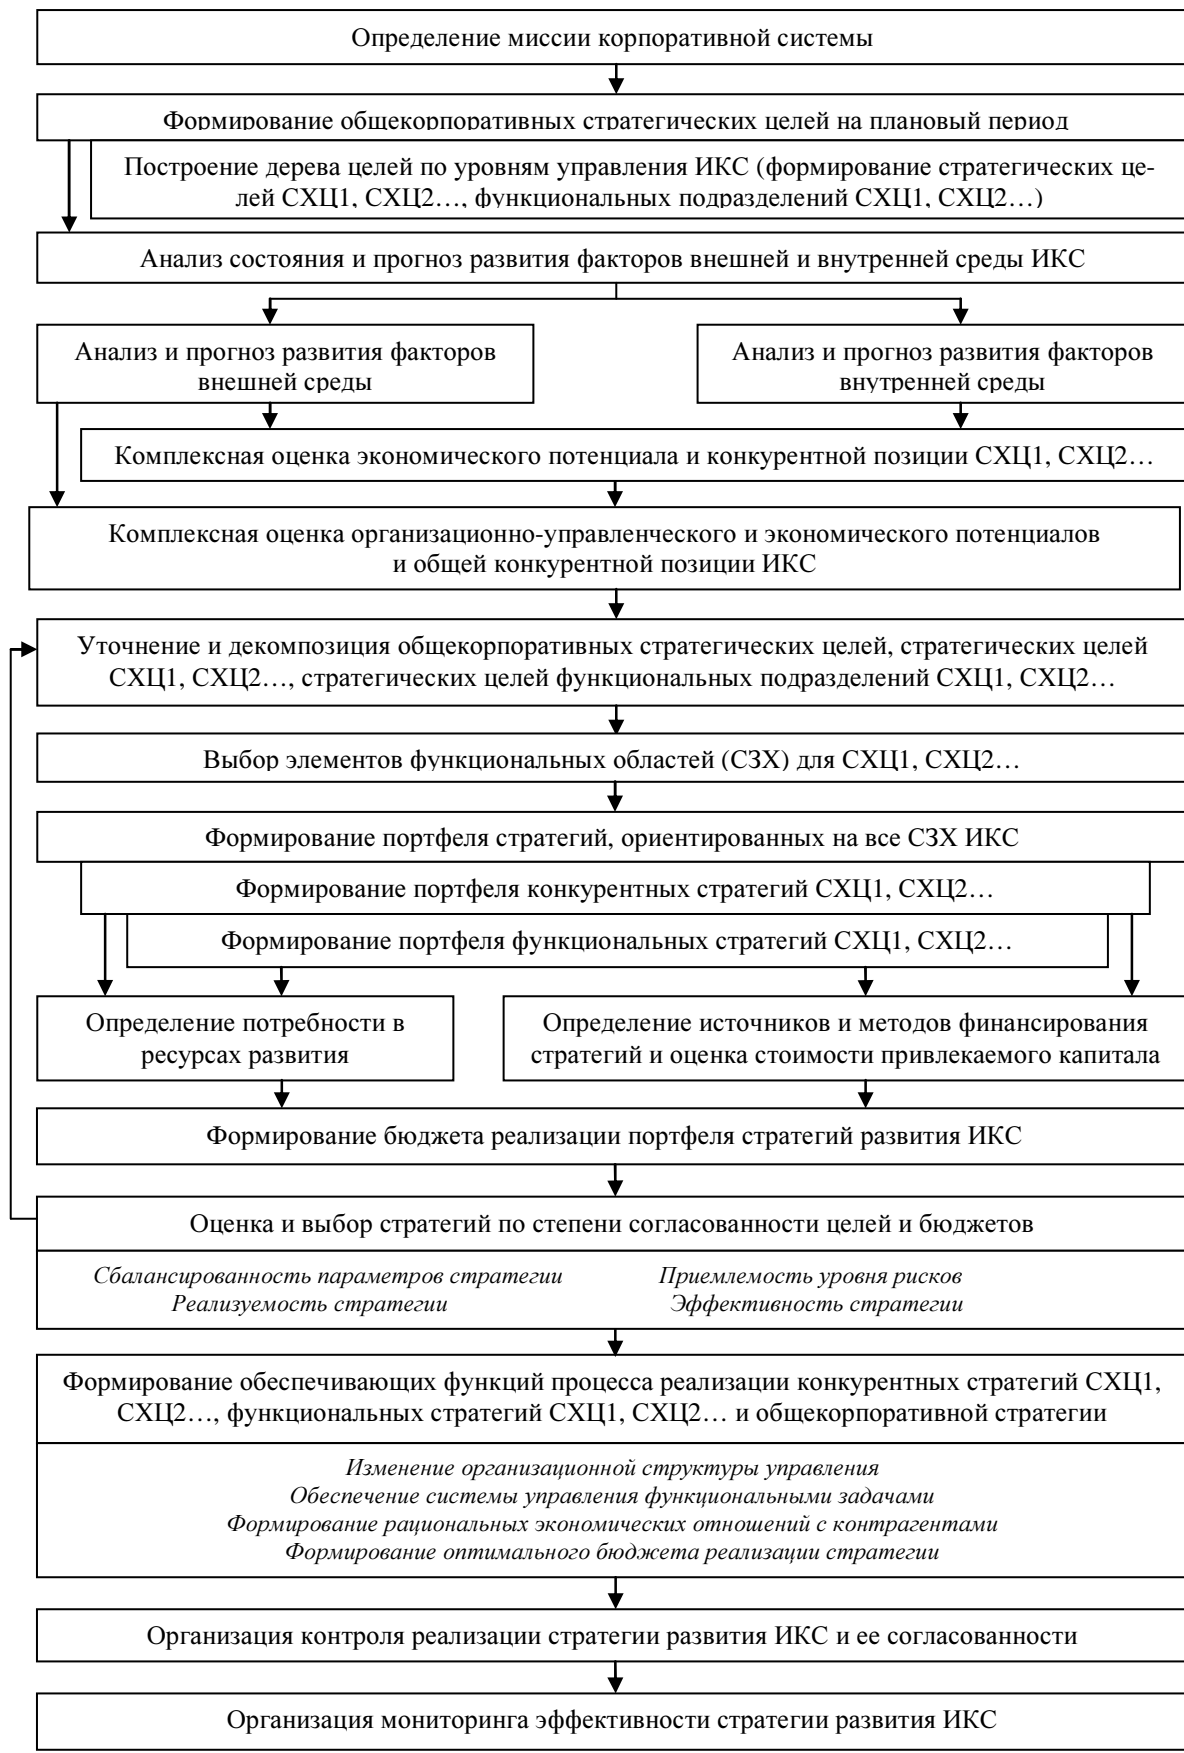 Определение миссии корпоративной системы
Формирование общекорпоративных стратегических целей на плановый период
Построение дерева целей по уровням управления ИКС (формирование стратегических це-
лей СХЦ1, СХЦ2…, функциональных подразделений СХЦ1, СХЦ2…)
Анализ состояния и прогноз развития факторов внешней и внутренней среды ИКС
Анализ и прогноз развития факторов
внешней среды
Анализ и прогноз развития факторов
внутренней среды
Комплексная оценка экономического потенциала и конкурентной позиции СХЦ1, СХЦ2…
Комплексная оценка организационно-управленческого и экономического потенциалов
и общей конкурентной позиции ИКС
Уточнение и декомпозиция общекорпоративных стратегических целей, стратегических целей
СХЦ1, СХЦ2…, стратегических целей функциональных подразделений СХЦ1, СХЦ2…
Выбор элементов функциональных областей (СЗХ) для СХЦ1, СХЦ2…
Формирование портфеля стратегий, ориентированных на все СЗХ ИКС
Формирование портфеля конкурентных стратегий СХЦ1, СХЦ2…
Формирование портфеля функциональных стратегий СХЦ1, СХЦ2…
Определение потребности в
ресурсах развития
Определение источников и методов финансирования
стратегий и оценка стоимости привлекаемого капитала
Формирование бюджета реализации портфеля стратегий развития ИКС
Оценка и выбор стратегий по степени согласованности целей и бюджетов
Сбалансированность параметров стратегии Приемлемость уровня рисков
Реализуемость стратегии Эффективность стратегии
Формирование обеспечивающих функций процесса реализации конкурентных стратегий СХЦ1,
СХЦ2…, функциональных стратегий СХЦ1, СХЦ2… и общекорпоративной стратегии
Изменение организационной структуры управления
Обеспечение системы управления функциональными задачами
Формирование рациональных экономических отношений с контрагентами
Формирование оптимального бюджета реализации стратегии
Организация контроля реализации стратегии развития ИКС и ее согласованности
Организация мониторинга эффективности стратегии развития ИКС